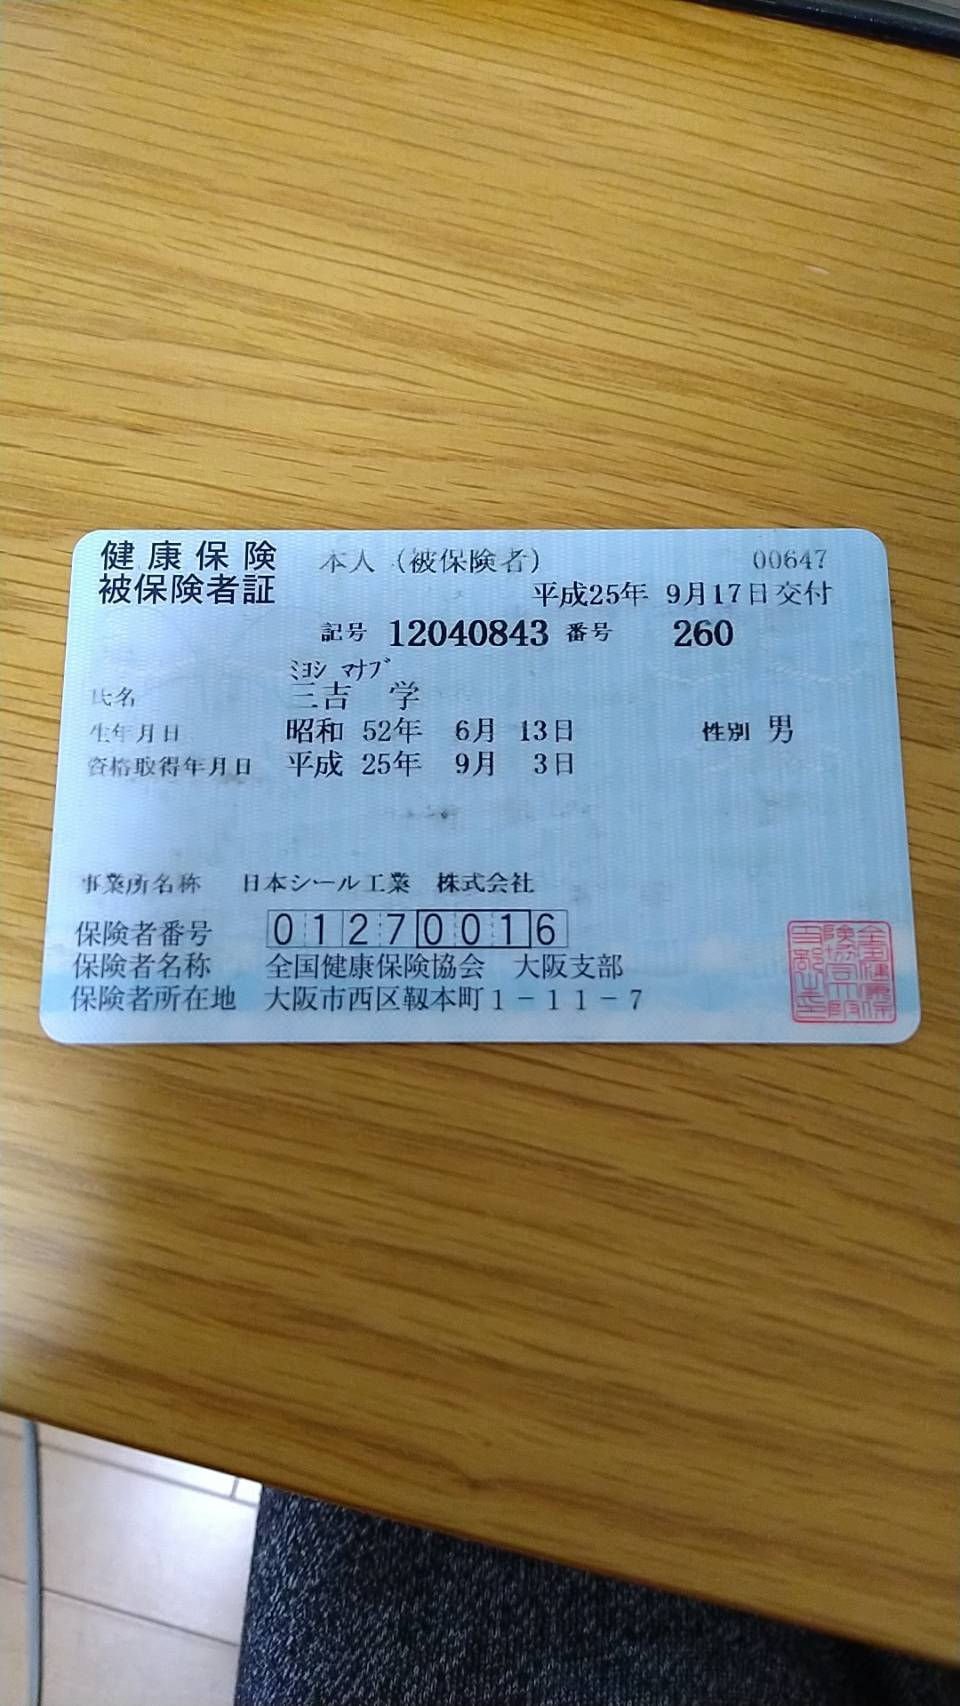 健康保険 本人(被保険者) 00647
被保険者証 平成25年 9月17日交付
記号 12040843 番号 260
ﾐﾖｼ ﾏﾅﾌﾞ
氏名 三吉 学
生年月日 昭和 52年 6月 13日 性別 男
資格取得年月日 平成 25年 9月 3日
事業所名称 日本シール工業 株式会社
保険者番号 01270016
保険者名称 全国健康保険協会 大阪支部
保険者所在地 大阪市西区靱本町1-11-7